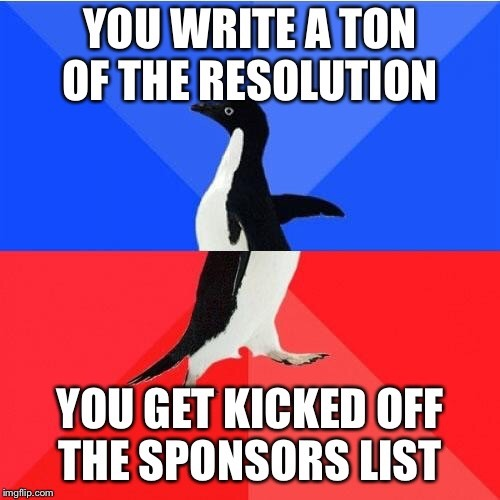 YOU WRITE A TON
OF THE RESOLUTION
YOU GET KICKED OFF
THE SPONSORS LIST
imgflip.com